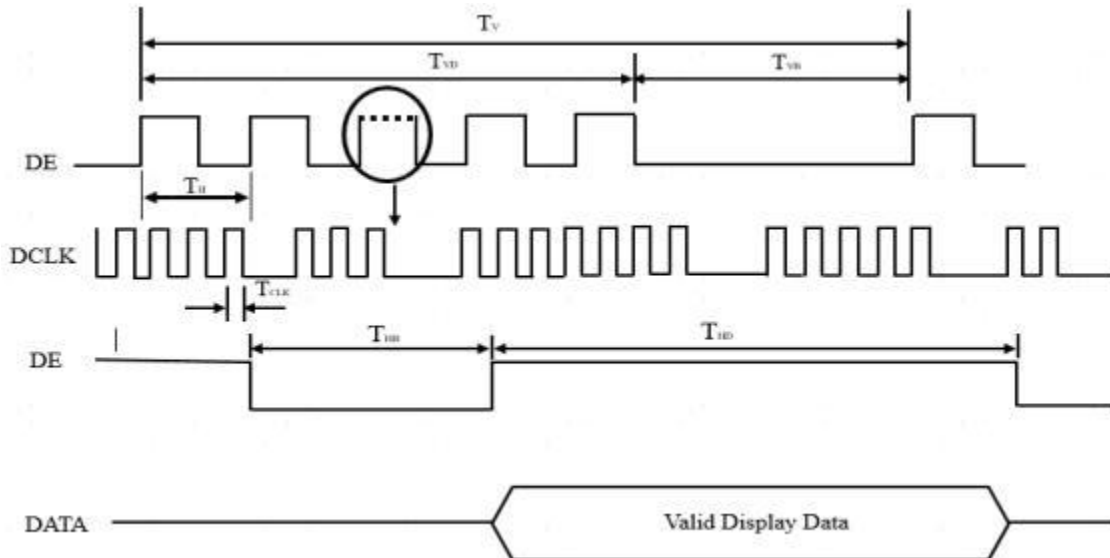 Tv
TVD
TVB
DE
TH
DCLK
TCLK
DE
THB
THD
DATA
Valid Display Data